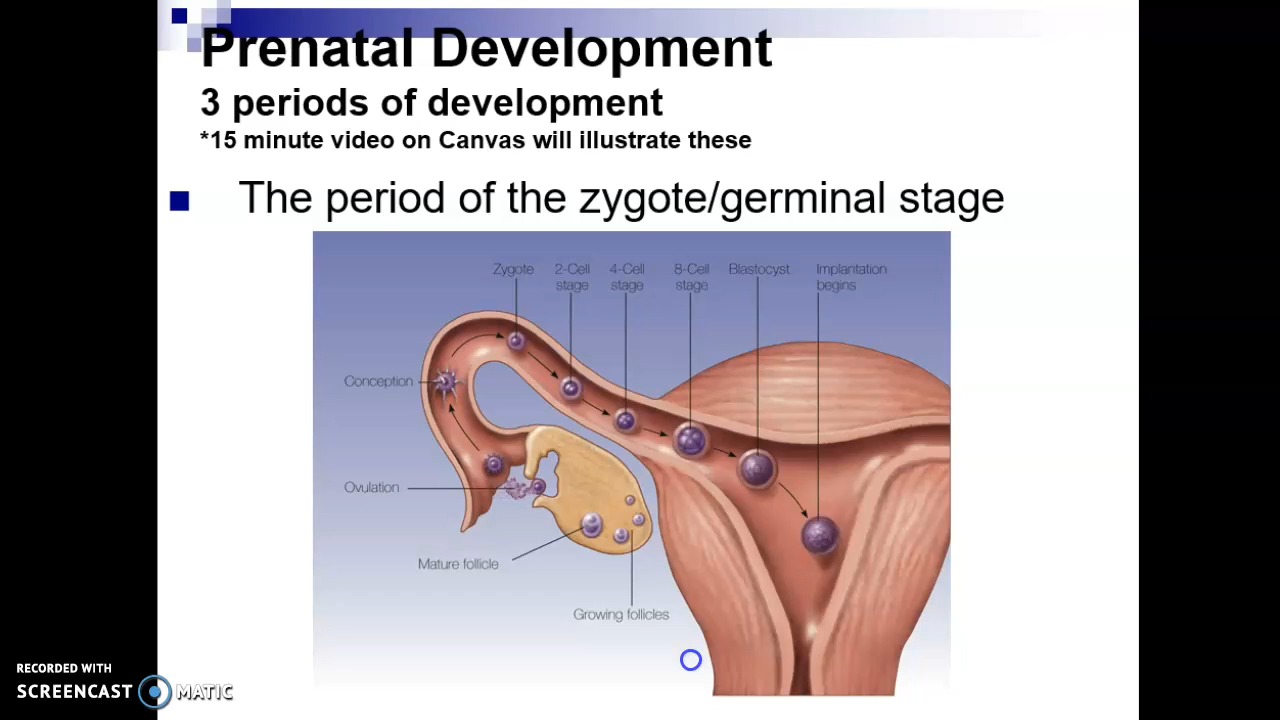 Prenatal Development
3 periods of development
*15 minute video on Canvas will illustrate these
The period of the zygote/germinal stage
Zygote
2-Cell
stage
4-Cell
stage
8-Cell
stage
Blastocyst
Implantation
begins
Conception
Ovulation
Mature follicle
Growing follicles
RECORDED WITH
SCREENCAST MATIC